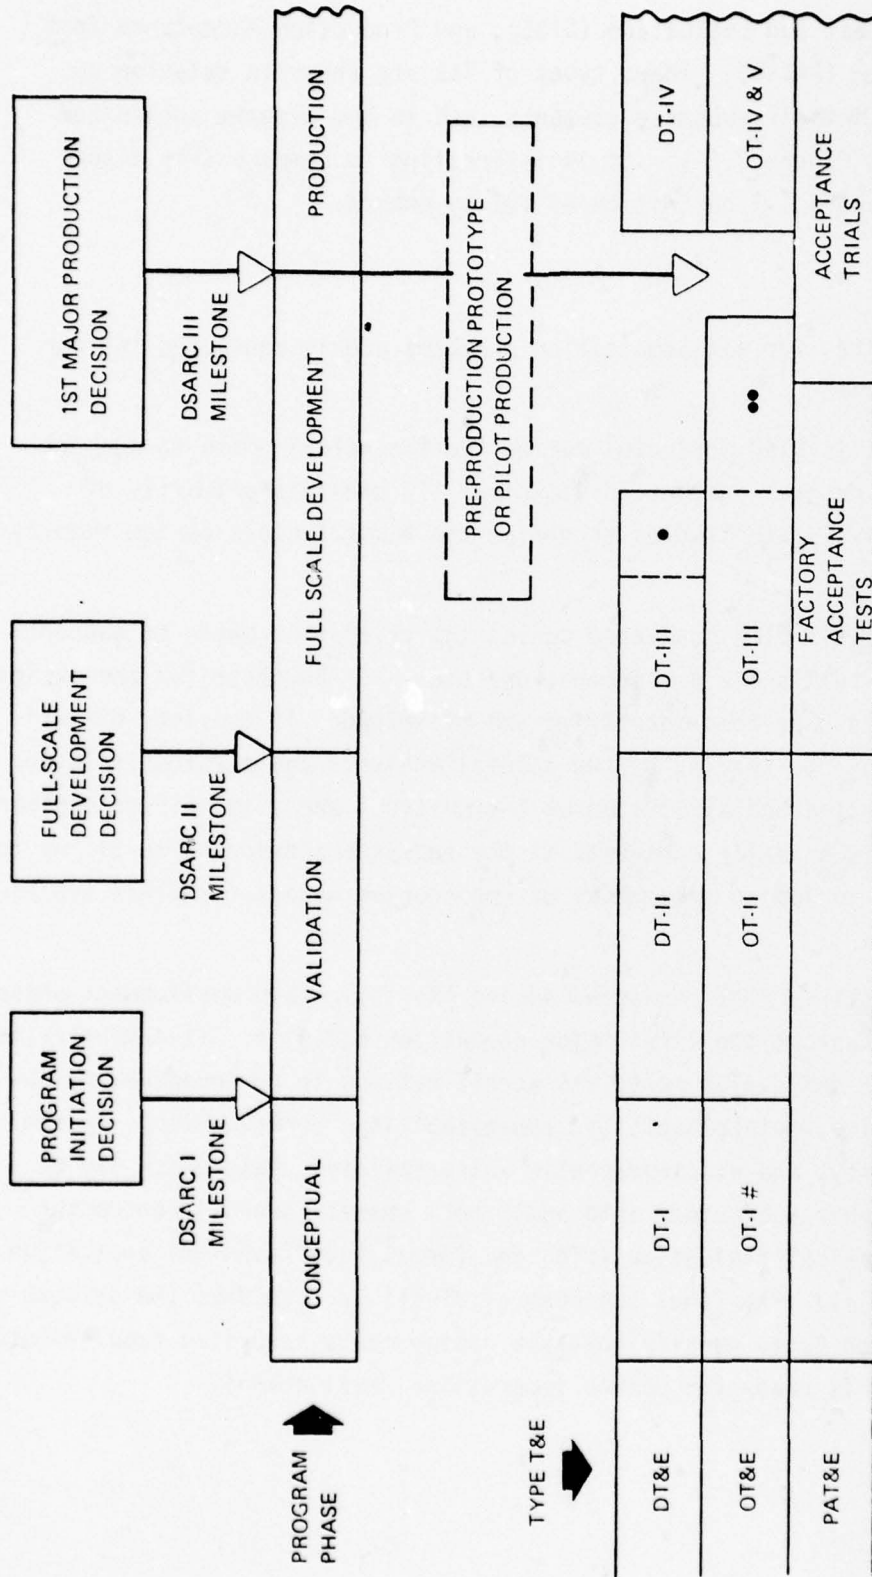 PROGRAM
INITIATION
DECISION
FULL-SCALE
DEVELOPMENT
DECISION
1ST MAJOR PRODUCTION
DECISION
DSARC I
MILESTONE
DSARC II
MILESTONE
DSARC III
MILESTONE
PROGRAM
PHASE
CONCEPTUAL
VALIDATION
FULL SCALE DEVELOPMENT
PRODUCTION
PRE-PRODUCTION PROTOTYPE
OR PILOT PRODUCTION
TYPE T&E
DT&E
DT-I
DT-II
DT-III
•
DT-IV
OT&E
OT-I #
OT-II
OT-III
••
OT-IV & V
PAT&E
FACTORY
ACCEPTANCE
TESTS
ACCEPTANCE
TRIALS